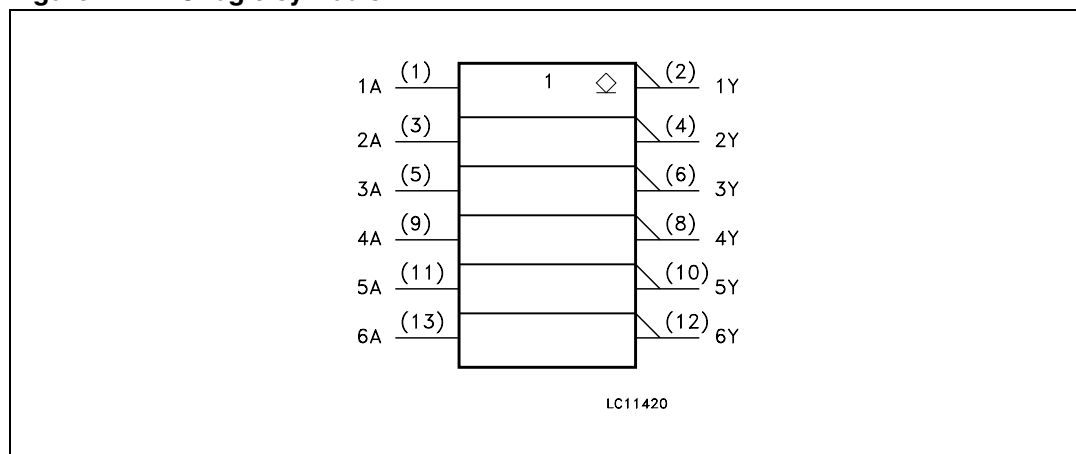 1A (1) 1 (2) 1Y
2A (3) (4) 2Y
3A (5) (6) 3Y
4A (9) (8) 4Y
5A (11) (10) 5Y
6A (13) (12) 6Y
LC11420